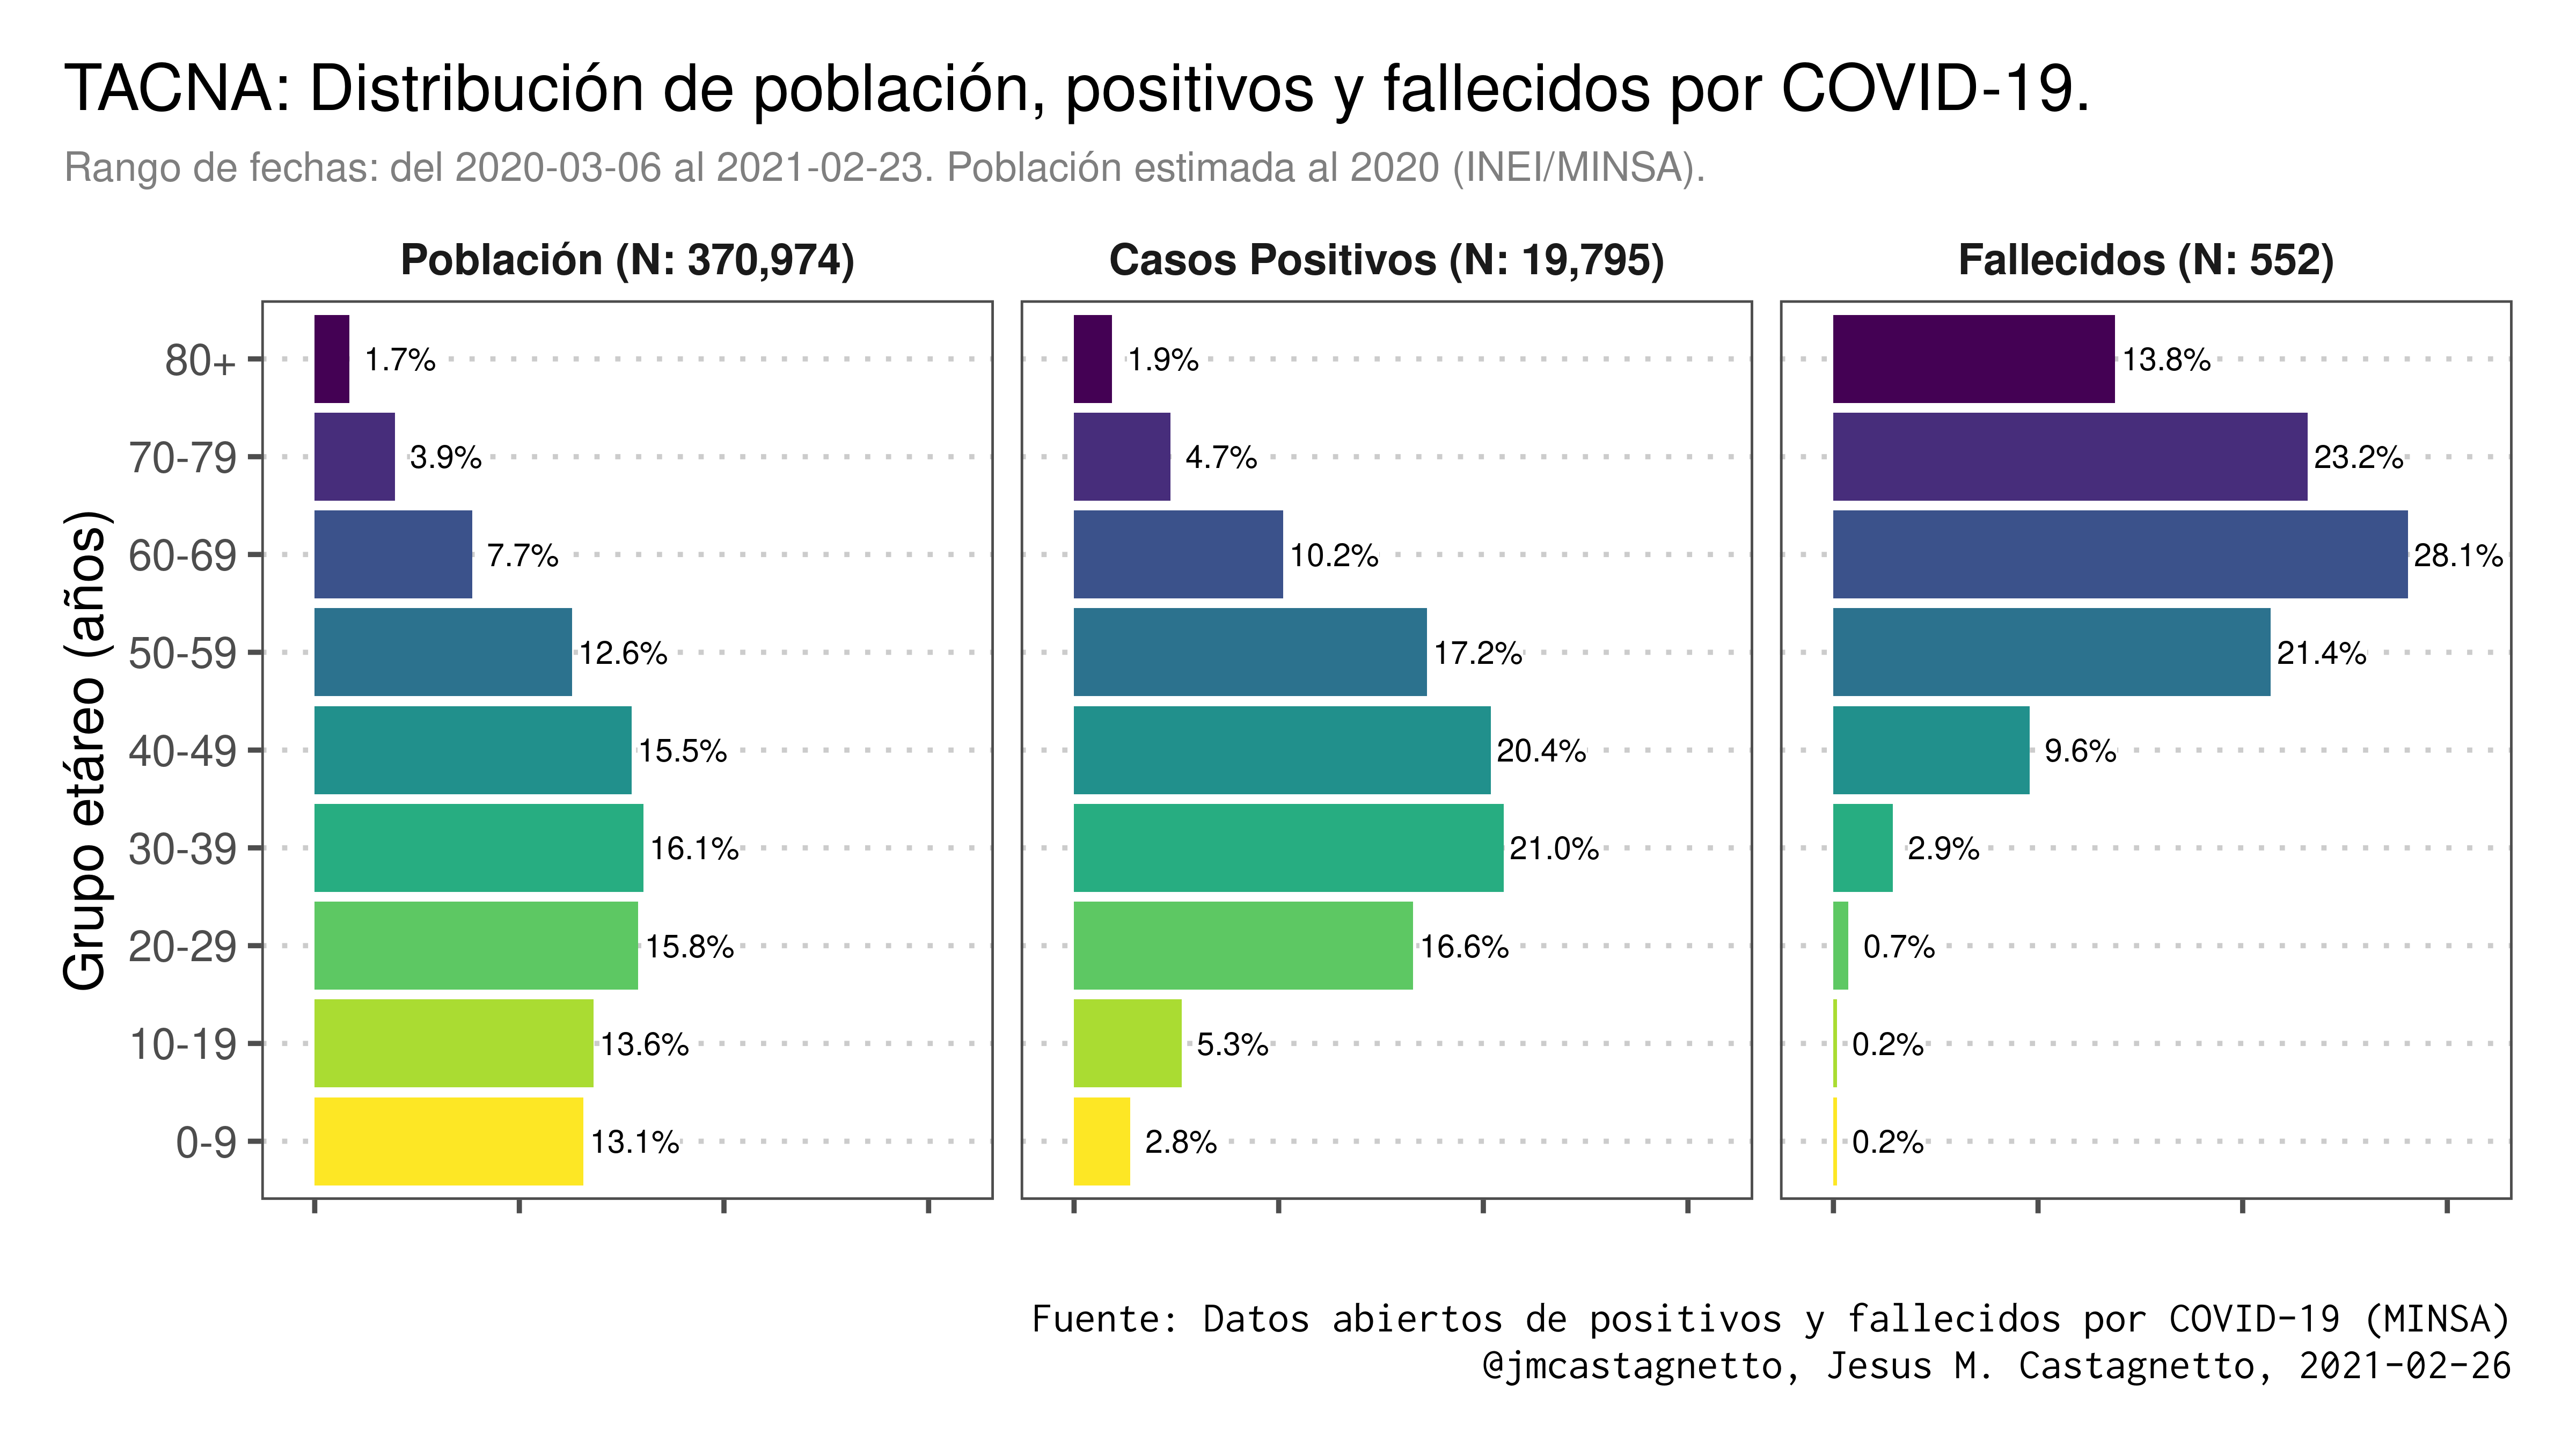 TACNA: Distribución de población, positivos y fallecidos por COVID-19.
Rango de fechas: del 2020-03-06 al 2021-02-23. Población estimada al 2020 (INEI/MINSA).
Población (N: 370,974) Casos Positivos (N: 19,795) Fallecidos (N: 552)
Grupo etáreo (años)
80+ 1.7% 1.9% 13.8%
70-79 3.9% 4.7% 23.2%
60-69 7.7% 10.2% 28.1%
50-59 12.6% 17.2% 21.4%
40-49 15.5% 20.4% 9.6%
30-39 16.1% 21.0% 2.9%
20-29 15.8% 16.6% 0.7%
10-19 13.6% 5.3% 0.2%
0-9 13.1% 2.8% 0.2%
Fuente: Datos abiertos de positivos y fallecidos por COVID-19 (MINSA)
@jmcastagnetto, Jesus M. Castagnetto, 2021-02-26